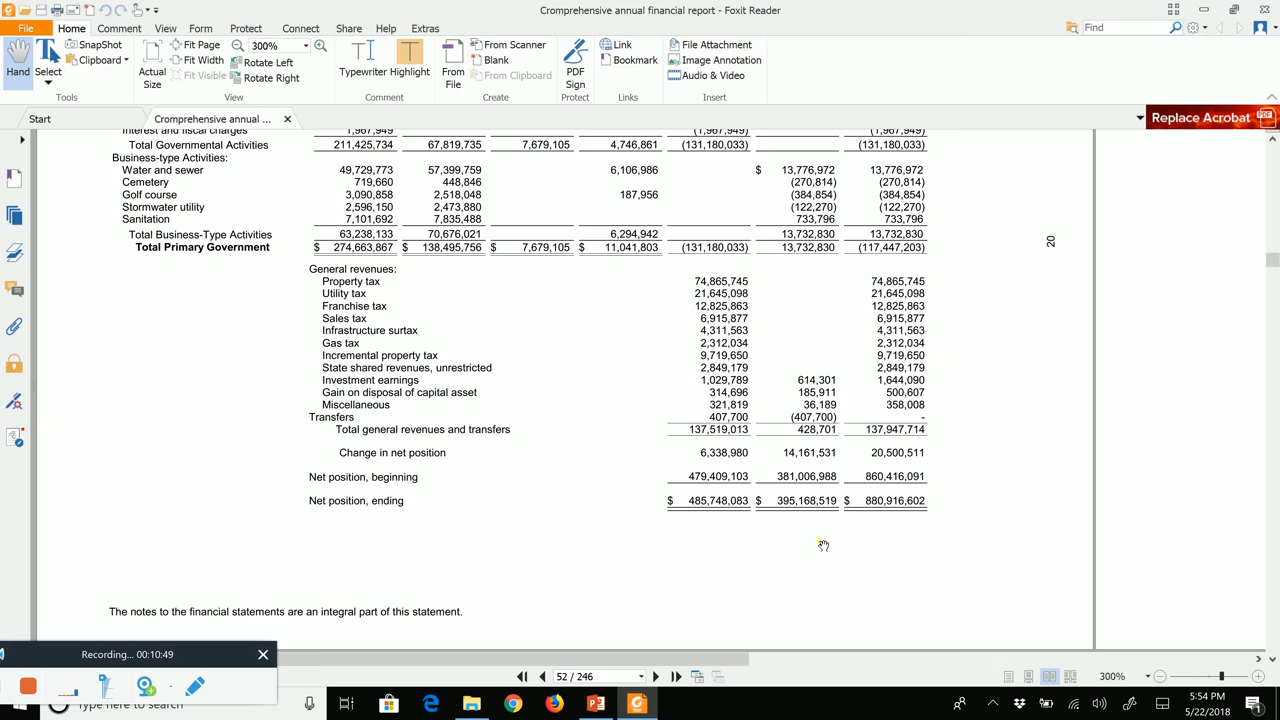 Comprehensive annual financial report - Foxit Reader
File Home Comment View Form Protect Connect Share Help Extras Find
SnapShot Fit Page 300% Rotate Left From Scanner Link File Attachment
Clipboard Fit Width Rotate Right Blank Bookmark Image Annotation
Hand Select Actual Size Fit Visible Typewriter Highlight From File From Clipboard PDF Sign Audio & Video
Tools View Comment Create Protect Links Insert
Start Comprehensive annual ... Replace Acrobat PDF
Interest and fiscal charges 1,967,949 (1,967,949) (1,967,949)
Total Governmental Activities 211,425,734 67,819,735 7,679,105 4,746,861 (131,180,033) (131,180,033)
Business-type Activities:
Water and sewer 49,729,773 57,399,759 6,106,986 $ 13,776,972 13,776,972
Cemetery 719,660 448,846 (270,814) (270,814)
Golf course 3,090,858 2,518,048 187,956 (384,854) (384,854)
Stormwater utility 2,596,150 2,473,880 (122,270) (122,270)
Sanitation 7,101,692 7,835,488 733,796 733,796
Total Business-Type Activities 63,238,133 70,676,021 6,294,942 13,732,830 13,732,830
Total Primary Government $ 274,663,867 $ 138,495,756 $ 7,679,105 $ 11,041,803 (131,180,033) 13,732,830 (117,447,203)
20
General revenues:
Property tax 74,865,745 74,865,745
Utility tax 21,645,098 21,645,098
Franchise tax 12,825,863 12,825,863
Sales tax 6,915,877 6,915,877
Infrastructure surtax 4,311,563 4,311,563
Gas tax 2,312,034 2,312,034
Incremental property tax 9,719,650 9,719,650
State shared revenues, unrestricted 2,849,179 2,849,179
Investment earnings 1,029,789 614,301 1,644,090
Gain on disposal of capital asset 314,696 185,911 500,607
Miscellaneous 321,819 36,189 358,008
Transfers 407,700 (407,700) -
Total general revenues and transfers 137,519,013 428,701 137,947,714
Change in net position 6,338,980 14,161,531 20,500,511
Net position, beginning 479,409,103 381,006,988 860,416,091
Net position, ending $ 485,748,083 $ 395,168,519 $ 880,916,602
The notes to the financial statements are an integral part of this statement.
Recording... 00:10:49
52 / 246 300%
Type here to search
5:54 PM
5/22/2018
1